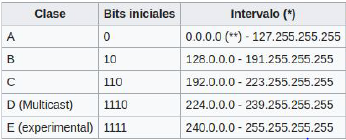 Clase Bits iniciales Intervalo (*)
A 0 0.0.0.0 (**) - 127.255.255.255
B 10 128.0.0.0 - 191.255.255.255
C 110 192.0.0.0 - 223.255.255.255
D (Multicast) 1110 224.0.0.0 - 239.255.255.255
E (experimental) 1111 240.0.0.0 - 255.255.255.255